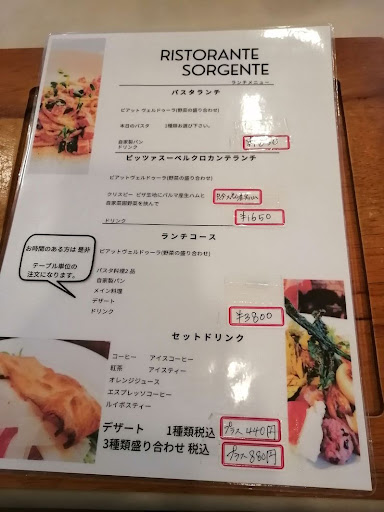 RISTORANTE
SORGENTE
ランチメニュー
パスタランチ
ピアットヴェルドゥーラ(野菜の盛り合わせ)
本日のパスタ 1種類お選び下さい。
自家製パン
ドリンク
ピッツァスーペルクロカンテランチ
ピアットヴェルドゥーラ(野菜の盛り合わせ)
クリスピー ピザ生地にパルマ産生ハムと
自家菜園野菜を挟んで
ドリンク
¥1650
ランチコース
お時間のある方は 是非
テーブル単位の
注文になります。
ピアットヴェルドゥーラ(野菜の盛り合わせ)
パスタ料理2品
自家製パン
メイン料理
デザート
ドリンク
¥3800
セットドリンク
コーヒー アイスコーヒー
紅茶 アイスティー
オレンジジュース
エスプレッソコーヒー
ルイボスティー
デザート 1種類税込 プラス 440円
3種類盛り合わせ 税込 プラス 880円